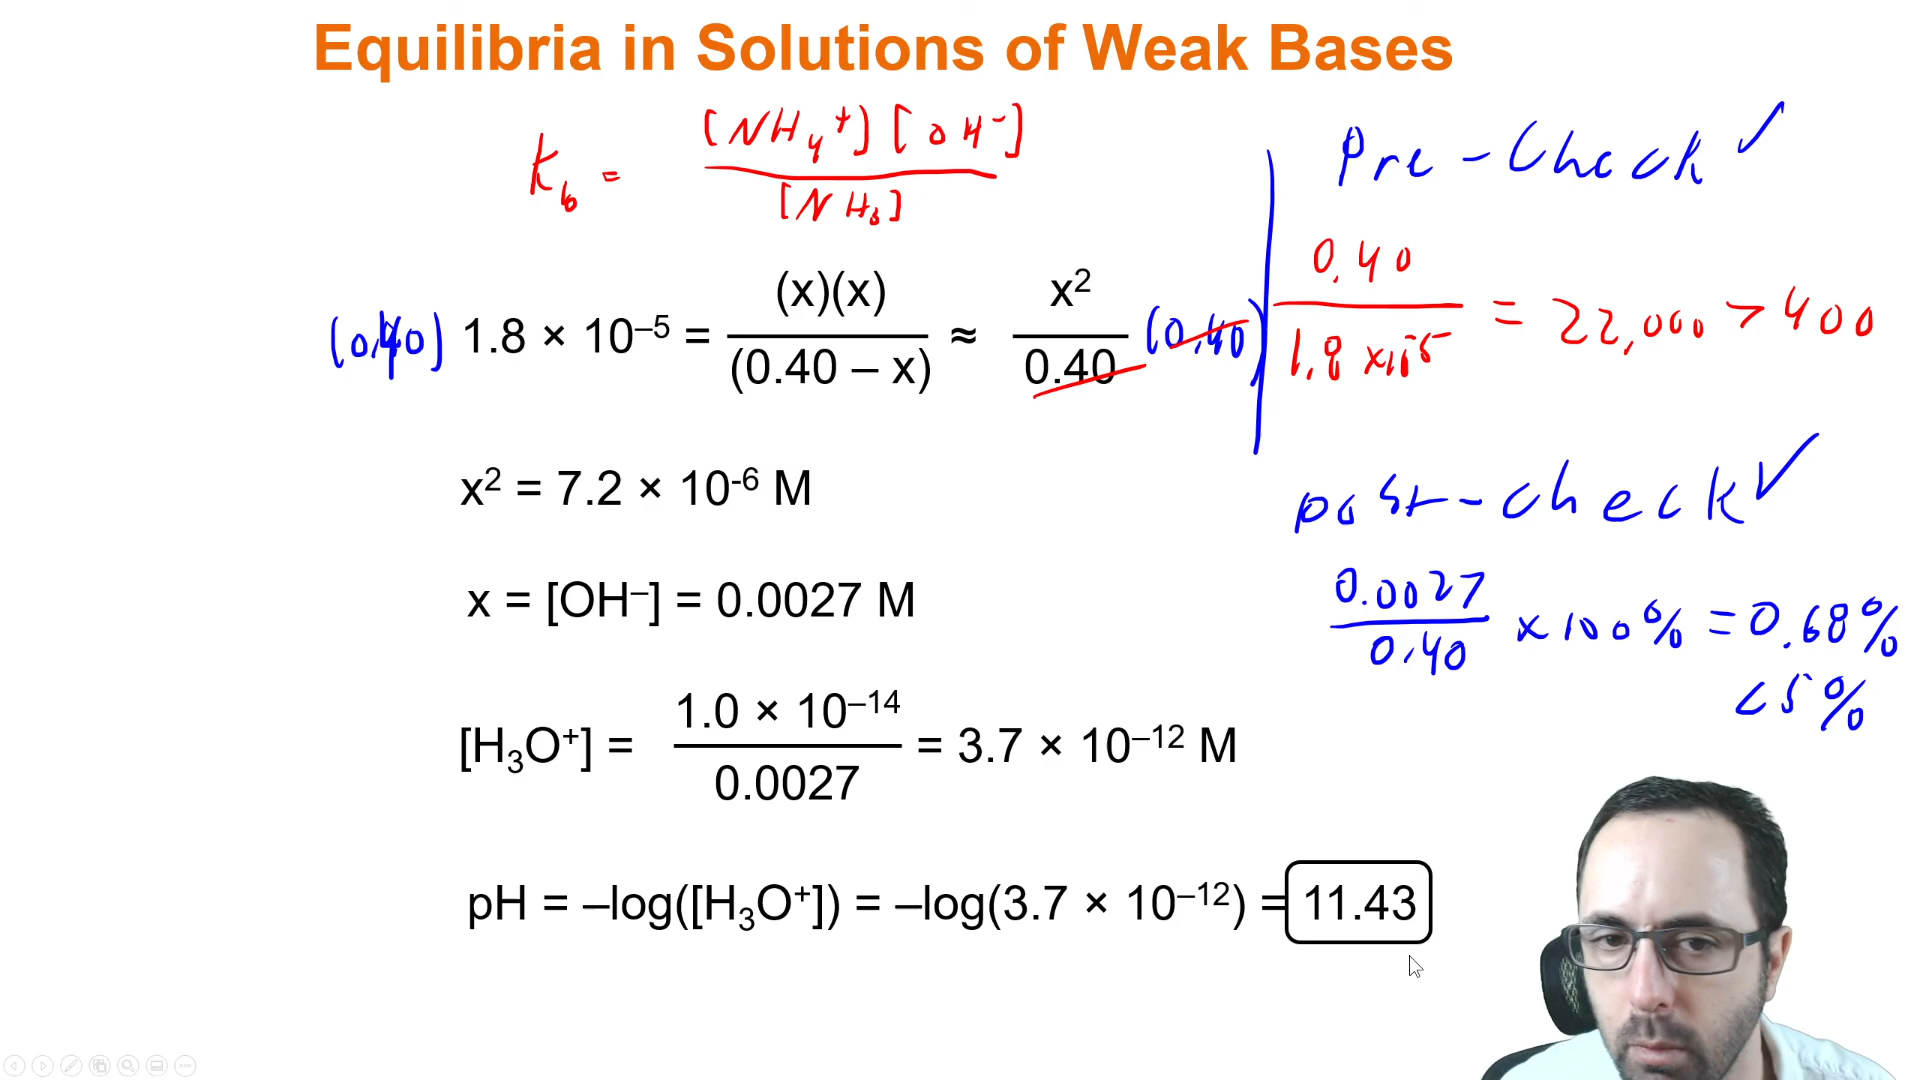 Equilibria in Solutions of Weak Bases
K_b = [NH₄⁺][OH⁻] / [NH₃]
(0.40) 1.8 × 10⁻⁵ = (x)(x) / (0.40 – x) ≈ x² / 0.40 (0.40)
x² = 7.2 × 10⁻⁶ M
x = [OH⁻] = 0.0027 M
[H₃O⁺] = 1.0 × 10⁻¹⁴ / 0.0027 = 3.7 × 10⁻¹² M
pH = –log([H₃O⁺]) = –log(3.7 × 10⁻¹²) = 11.43
Pre-Check ✓
0.40 / 1.8 x10⁻⁵ = 22,000 > 400
post-check ✓
0.0027 / 0.40 x 100% = 0.68%
< 5%